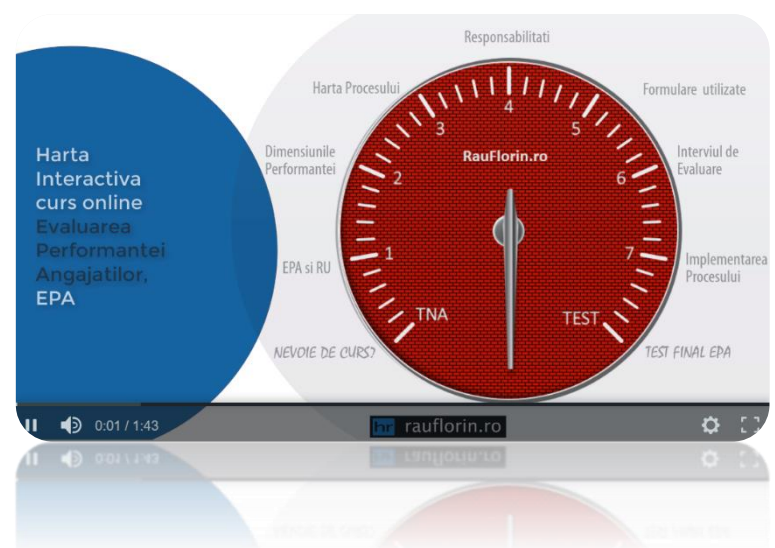 Harta
Interactiva
curs online
Evaluarea
Performantei
Angajatilor,
EPA
Responsabilitati
Harta Procesului
Formulare utilizate
Dimensiunile
Performantei
Interviul de
Evaluare
EPA si RU
Implementarea
Procesului
NEVOIE DE CURS?
TEST FINAL EPA
RauFlorin.ro
TNA
1
2
3
4
5
6
7
TEST
0:01 / 1:43
hr rauflorin.ro